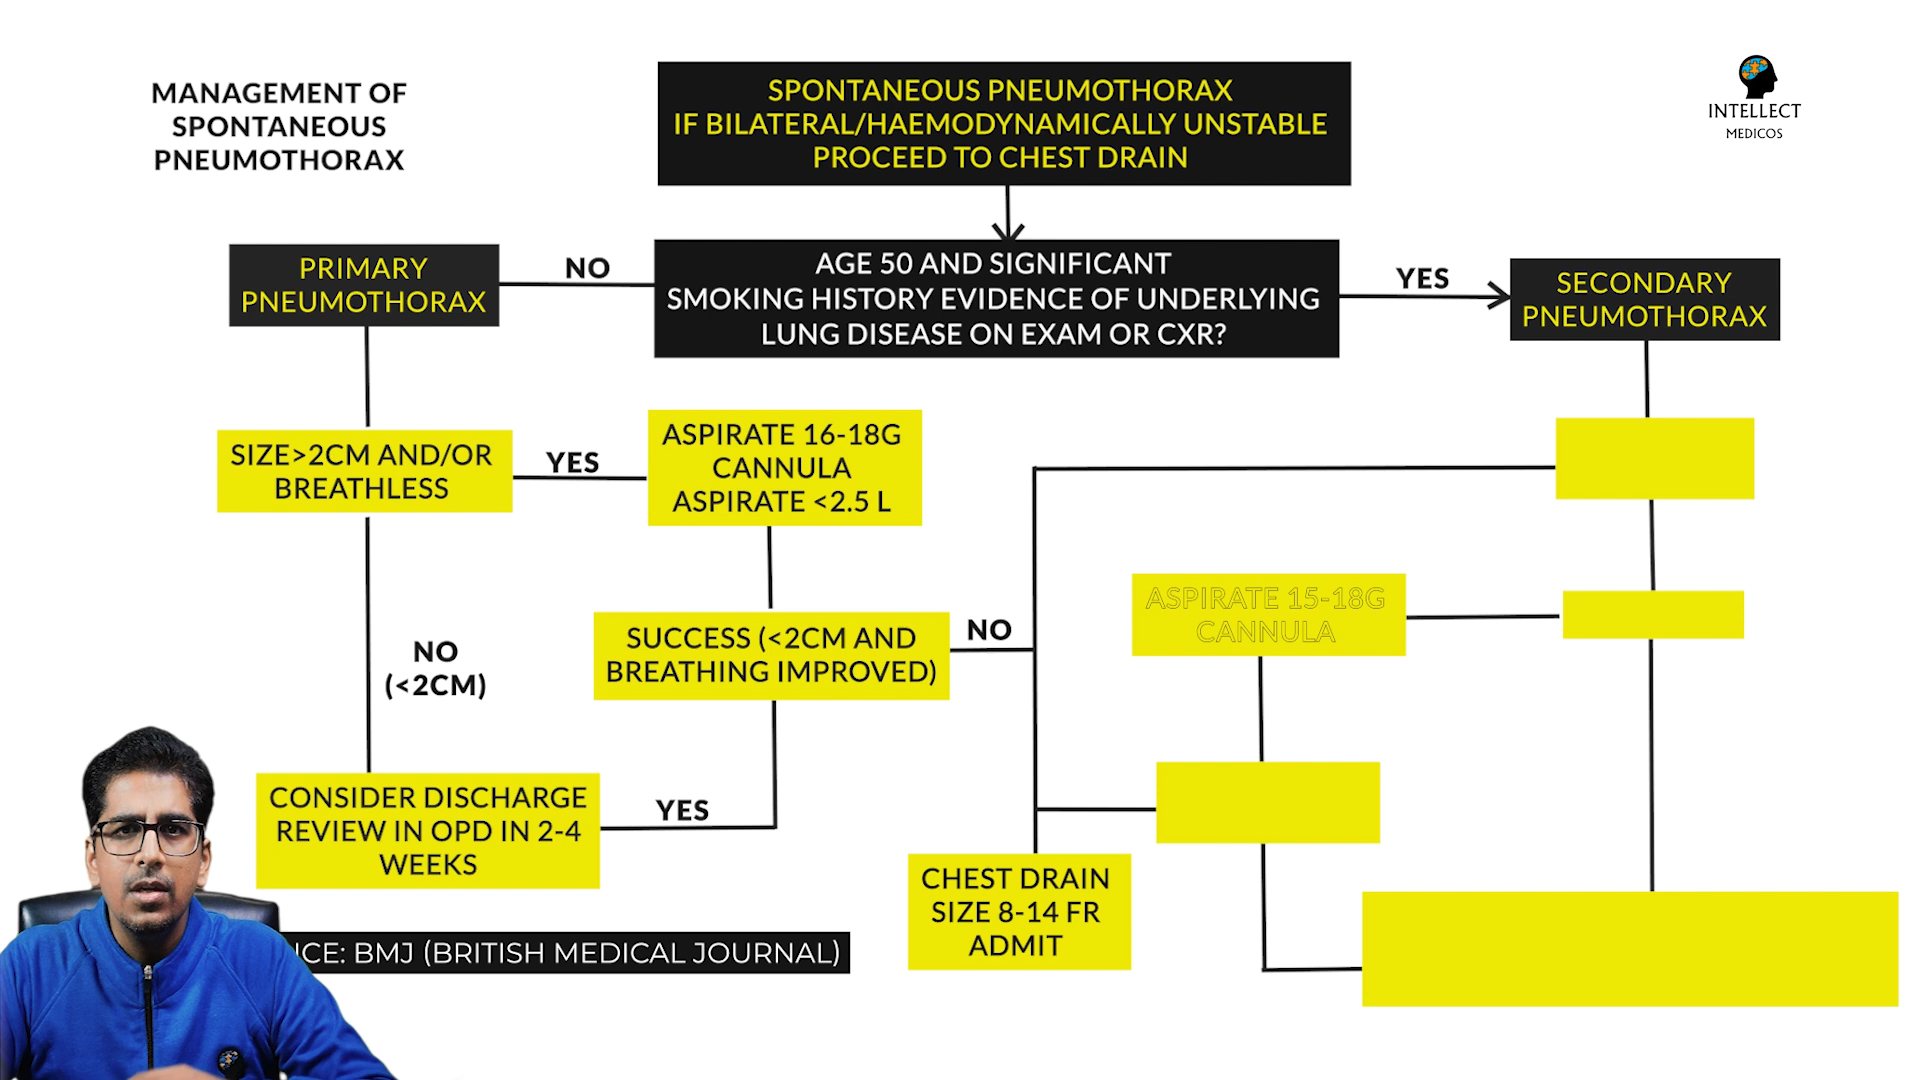 MANAGEMENT OF
SPONTANEOUS
PNEUMOTHORAX
SPONTANEOUS PNEUMOTHORAX
IF BILATERAL/HAEMODYNAMICALLY UNSTABLE
PROCEED TO CHEST DRAIN
INTELLECT
MEDICOS
PRIMARY
PNEUMOTHORAX
NO
AGE 50 AND SIGNIFICANT
SMOKING HISTORY EVIDENCE OF UNDERLYING
LUNG DISEASE ON EXAM OR CXR?
YES
SECONDARY
PNEUMOTHORAX
SIZE>2CM AND/OR
BREATHLESS
YES
ASPIRATE 16-18G
CANNULA
ASPIRATE <2.5 L
ASPIRATE 15-18G
CANNULA
NO
(<2CM)
SUCCESS (<2CM AND
BREATHING IMPROVED)
NO
CONSIDER DISCHARGE
REVIEW IN OPD IN 2-4
WEEKS
YES
CHEST DRAIN
SIZE 8-14 FR
ADMIT
BMJ (BRITISH MEDICAL JOURNAL)